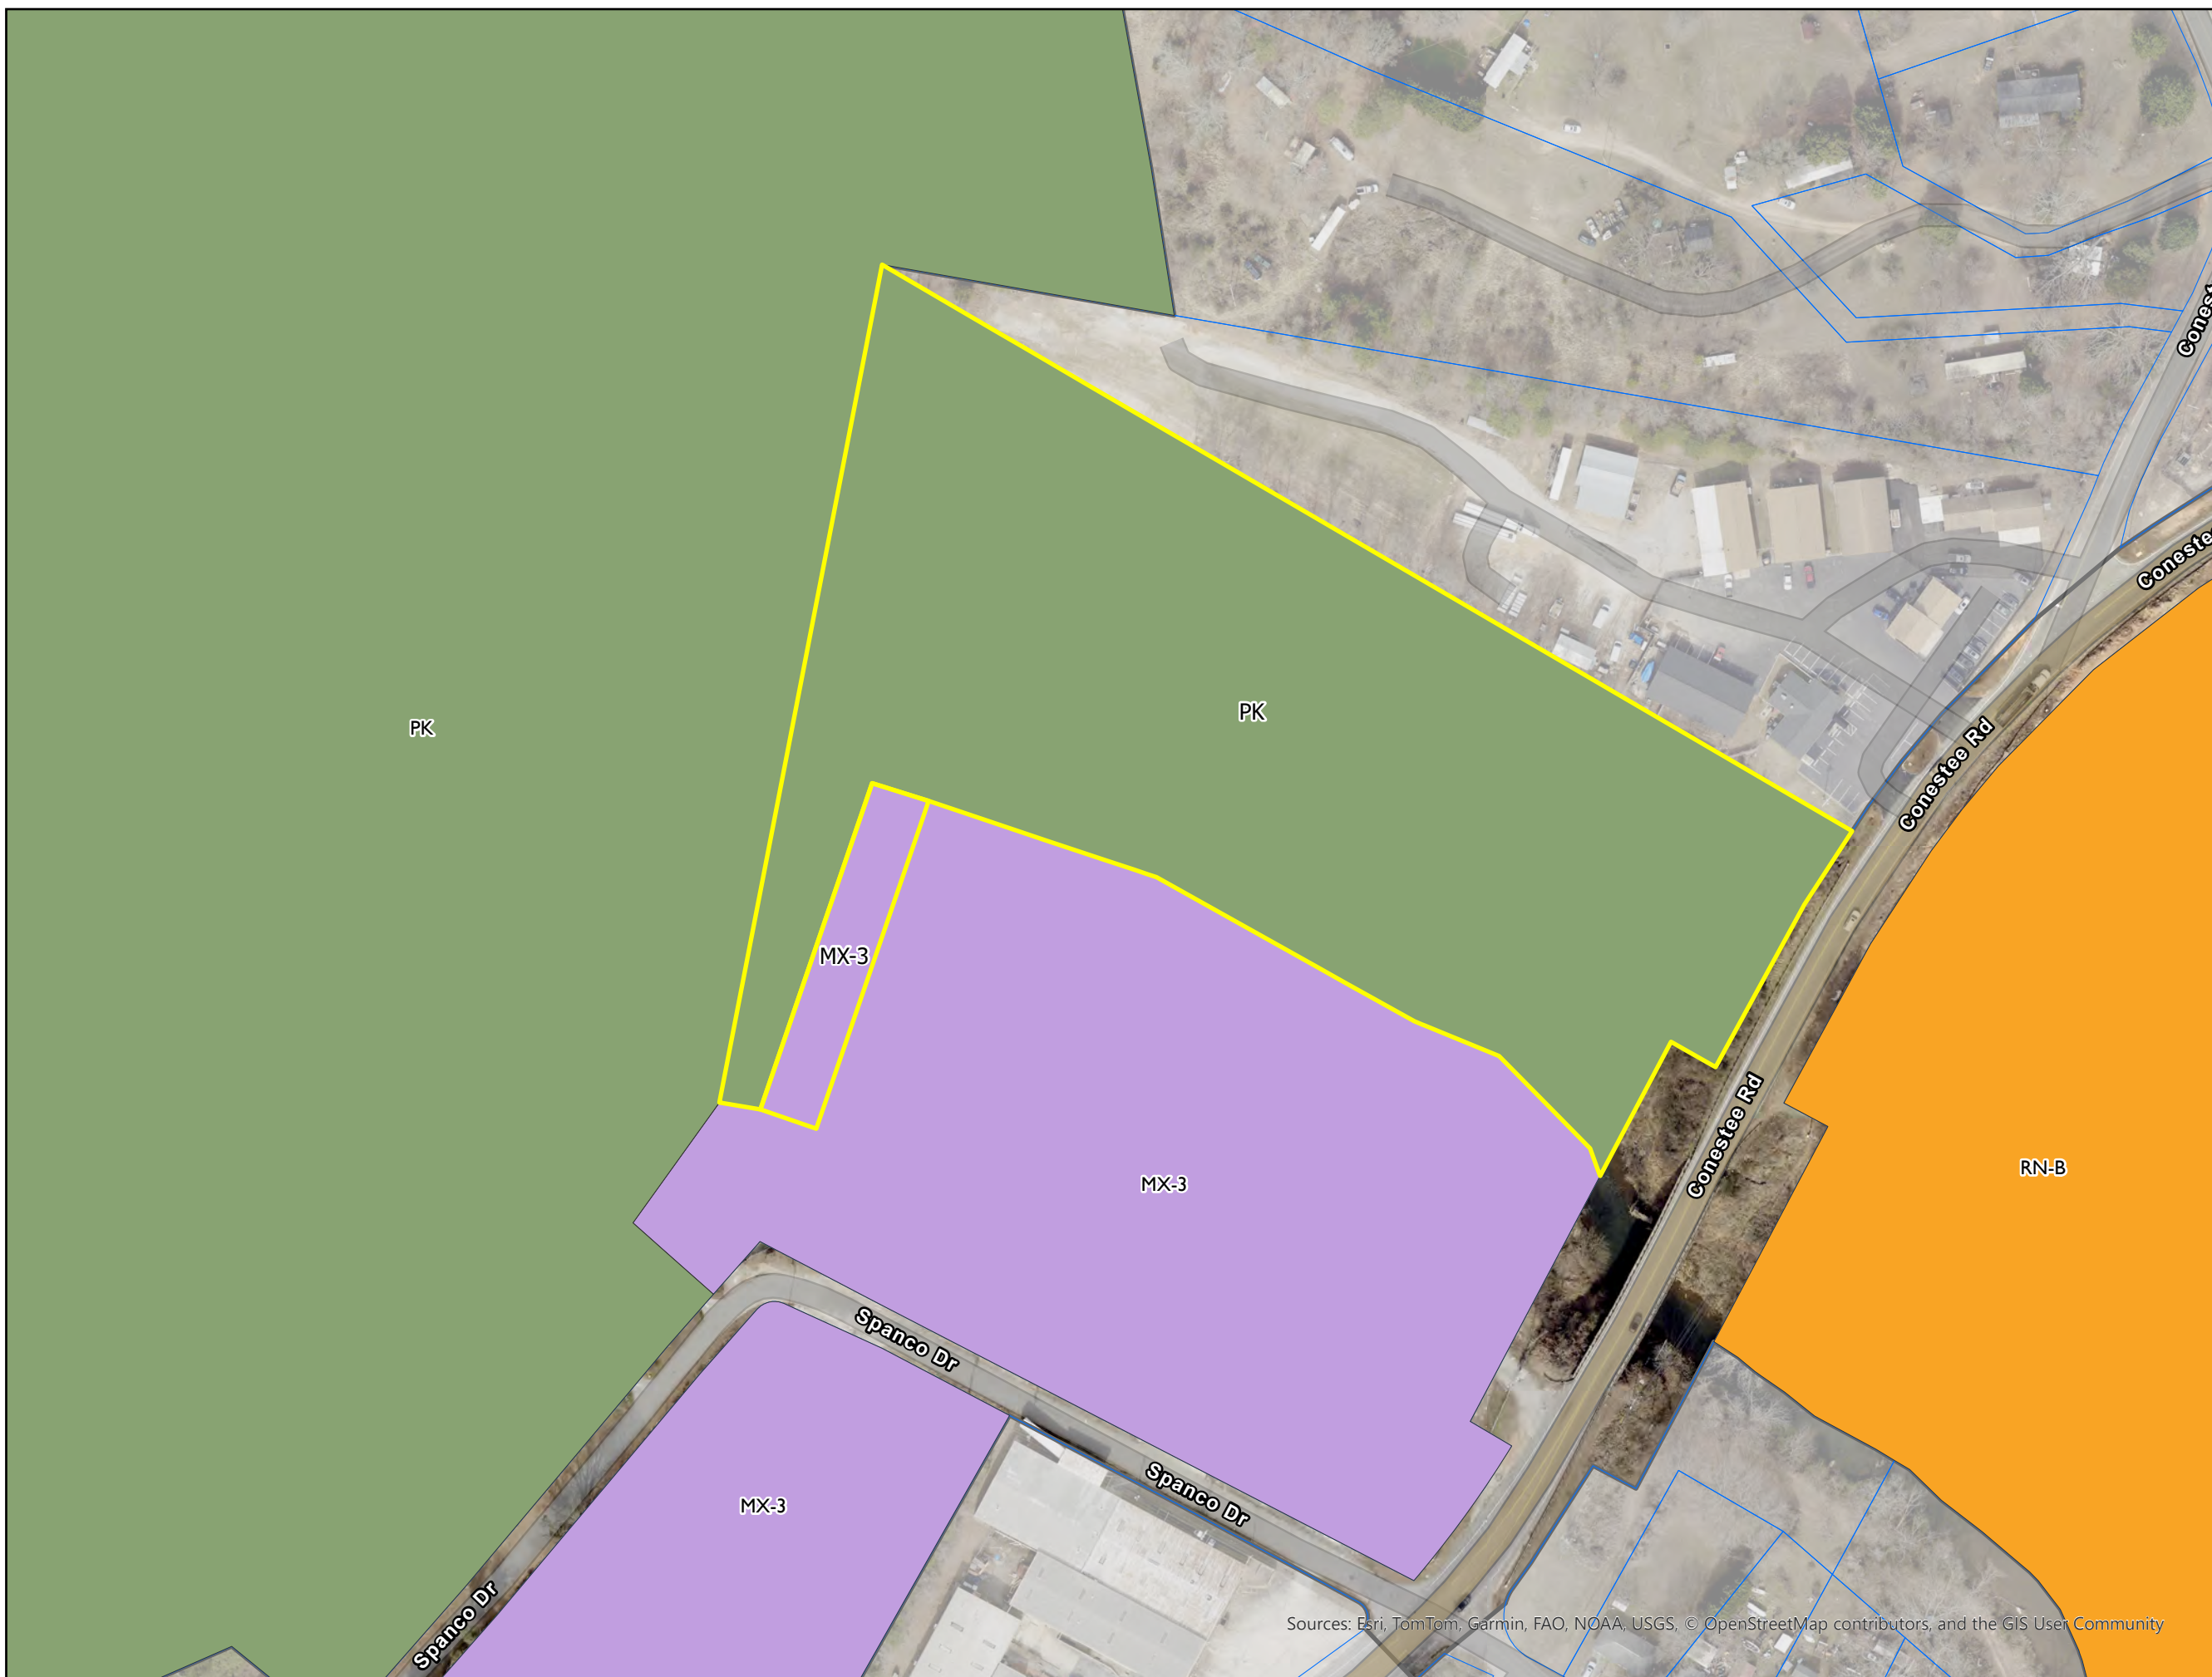 Conestee Rd
PK
PK
MX-3
Conestee Rd
MX-3
RN-B
Spanco Dr
Spanco Dr
MX-3
Spanco Dr
Sources: Esri, TomTom, Garmin, FAO, NOAA, USGS, © OpenStreetMap contributors, and the GIS User Community